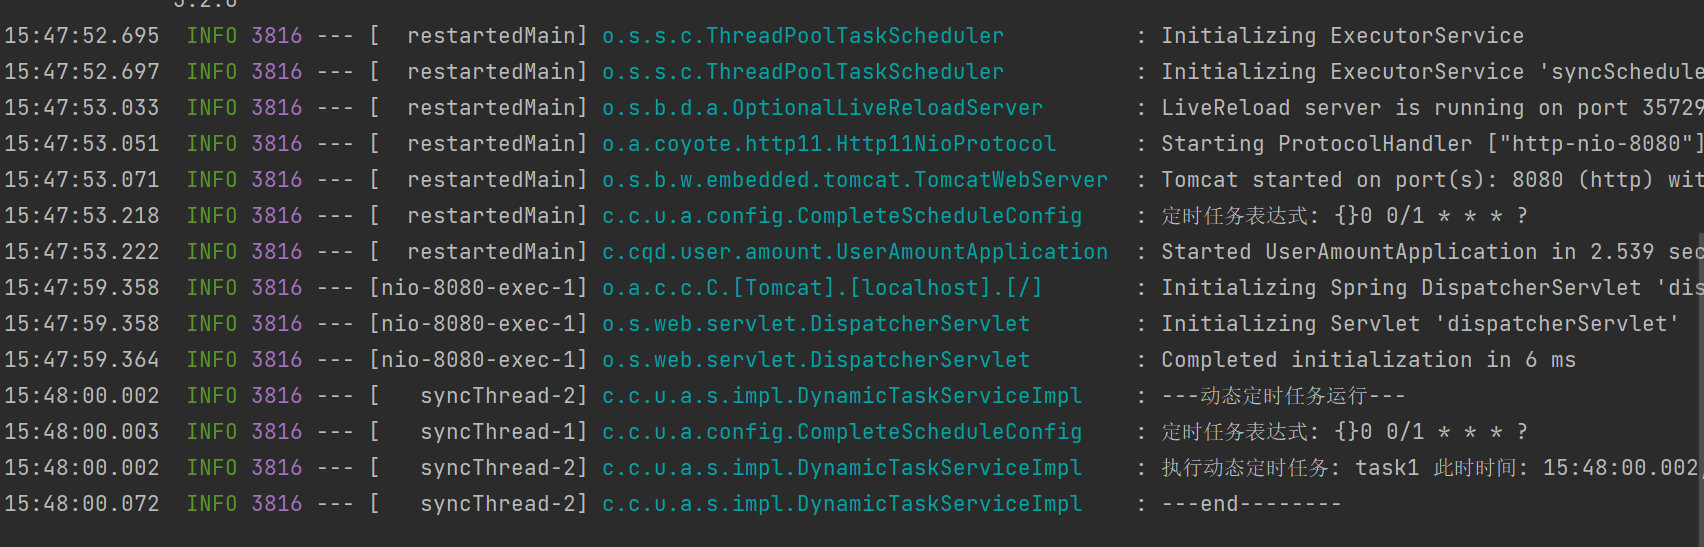 15:47:52.695 INFO 3816 --- [ restartedMain] o.s.s.c.ThreadPoolTaskScheduler : Initializing ExecutorService
15:47:52.697 INFO 3816 --- [ restartedMain] o.s.s.c.ThreadPoolTaskScheduler : Initializing ExecutorService 'syncSchedule
15:47:53.033 INFO 3816 --- [ restartedMain] o.s.b.d.a.OptionalLiveReloadServer : LiveReload server is running on port 35729
15:47:53.051 INFO 3816 --- [ restartedMain] o.a.coyote.http11.Http11NioProtocol : Starting ProtocolHandler ["http-nio-8080"]
15:47:53.071 INFO 3816 --- [ restartedMain] o.s.b.w.embedded.tomcat.TomcatWebServer : Tomcat started on port(s): 8080 (http) wit
15:47:53.218 INFO 3816 --- [ restartedMain] c.c.u.a.config.CompleteScheduleConfig : 定时任务表达式: {}0 0/1 * * * ?
15:47:53.222 INFO 3816 --- [ restartedMain] c.cqd.user.amount.UserAmountApplication : Started UserAmountApplication in 2.539 sec
15:47:59.358 INFO 3816 --- [nio-8080-exec-1] o.a.c.c.C.[Tomcat].[localhost].[/] : Initializing Spring DispatcherServlet 'dis
15:47:59.358 INFO 3816 --- [nio-8080-exec-1] o.s.web.servlet.DispatcherServlet : Initializing Servlet 'dispatcherServlet'
15:47:59.364 INFO 3816 --- [nio-8080-exec-1] o.s.web.servlet.DispatcherServlet : Completed initialization in 6 ms
15:48:00.002 INFO 3816 --- [ syncThread-2] c.c.u.a.s.impl.DynamicTaskServiceImpl : ---动态定时任务运行---
15:48:00.003 INFO 3816 --- [ syncThread-1] c.c.u.a.config.CompleteScheduleConfig : 定时任务表达式: {}0 0/1 * * * ?
15:48:00.002 INFO 3816 --- [ syncThread-2] c.c.u.a.s.impl.DynamicTaskServiceImpl : 执行动态定时任务: task1 此时时间: 15:48:00.002
15:48:00.072 INFO 3816 --- [ syncThread-2] c.c.u.a.s.impl.DynamicTaskServiceImpl : ---end--------